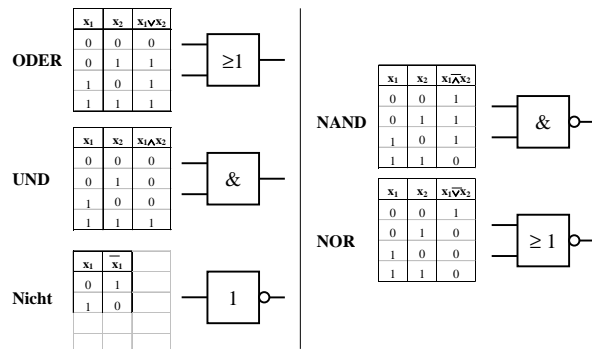 ODER
x₁ x₂ x₁∨x₂
0 0 0
0 1 1
1 0 1
1 1 1
≥1
UND
x₁ x₂ x₁∧x₂
0 0 0
0 1 0
1 0 0
1 1 1
&
Nicht
x₁ x̅₁
0 1
1 0
1
NAND
x₁ x₂ x₁⊼x₂
0 0 1
0 1 1
1 0 1
1 1 0
&
NOR
x₁ x₂ x₁⊽x₂
0 0 1
0 1 0
1 0 0
1 1 0
≥ 1